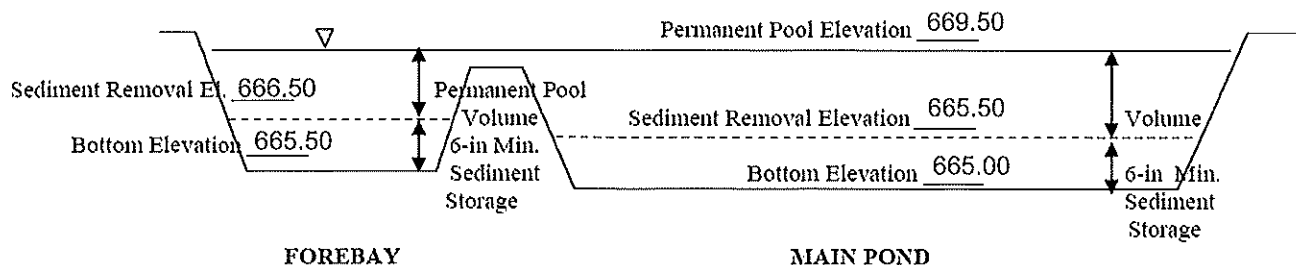 Permanent Pool Elevation 669.50
Sediment Removal El. 666.50
Permanent Pool
Volume
Sediment Removal Elevation 665.50
Volume
Bottom Elevation 665.50
6-in Min.
Sediment
Storage
Bottom Elevation 665.00
6-in Min.
Sediment
Storage
FOREBAY
MAIN POND